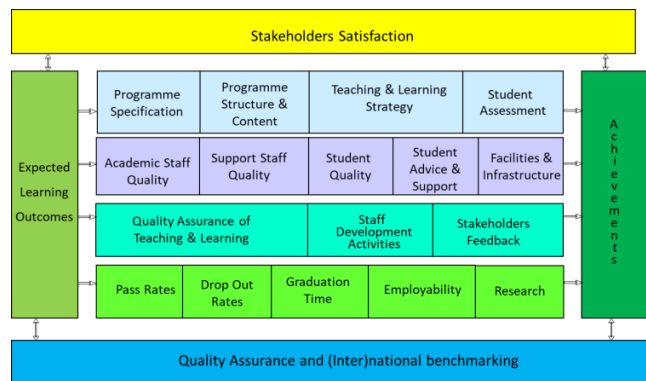 Stakeholders Satisfaction
Expected
Learning
Outcomes
Programme
Specification
Programme
Structure &
Content
Teaching & Learning
Strategy
Student
Assessment
Academic Staff
Quality
Support Staff
Quality
Student
Quality
Student
Advice &
Support
Facilities &
Infrastructure
Quality Assurance of
Teaching & Learning
Staff
Development
Activities
Stakeholders
Feedback
Pass Rates
Drop Out
Rates
Graduation
Time
Employability
Research
Achievements
Quality Assurance and (Inter)national benchmarking